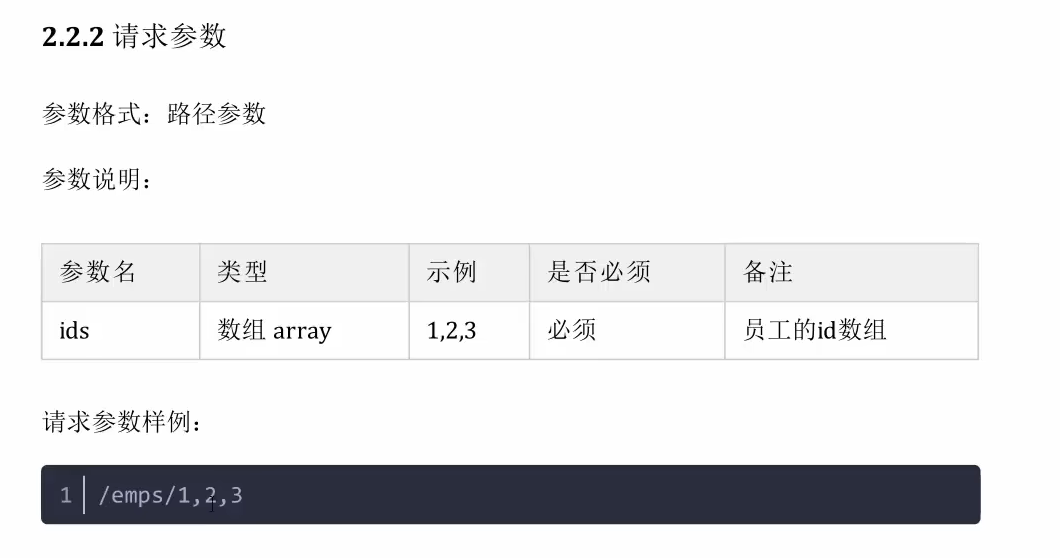 2.2.2 请求参数
参数格式：路径参数
参数说明：
参数名 类型 示例 是否必须 备注
ids 数组 array 1,2,3 必须 员工的id数组
请求参数样例：
1 /emps/1,2,3